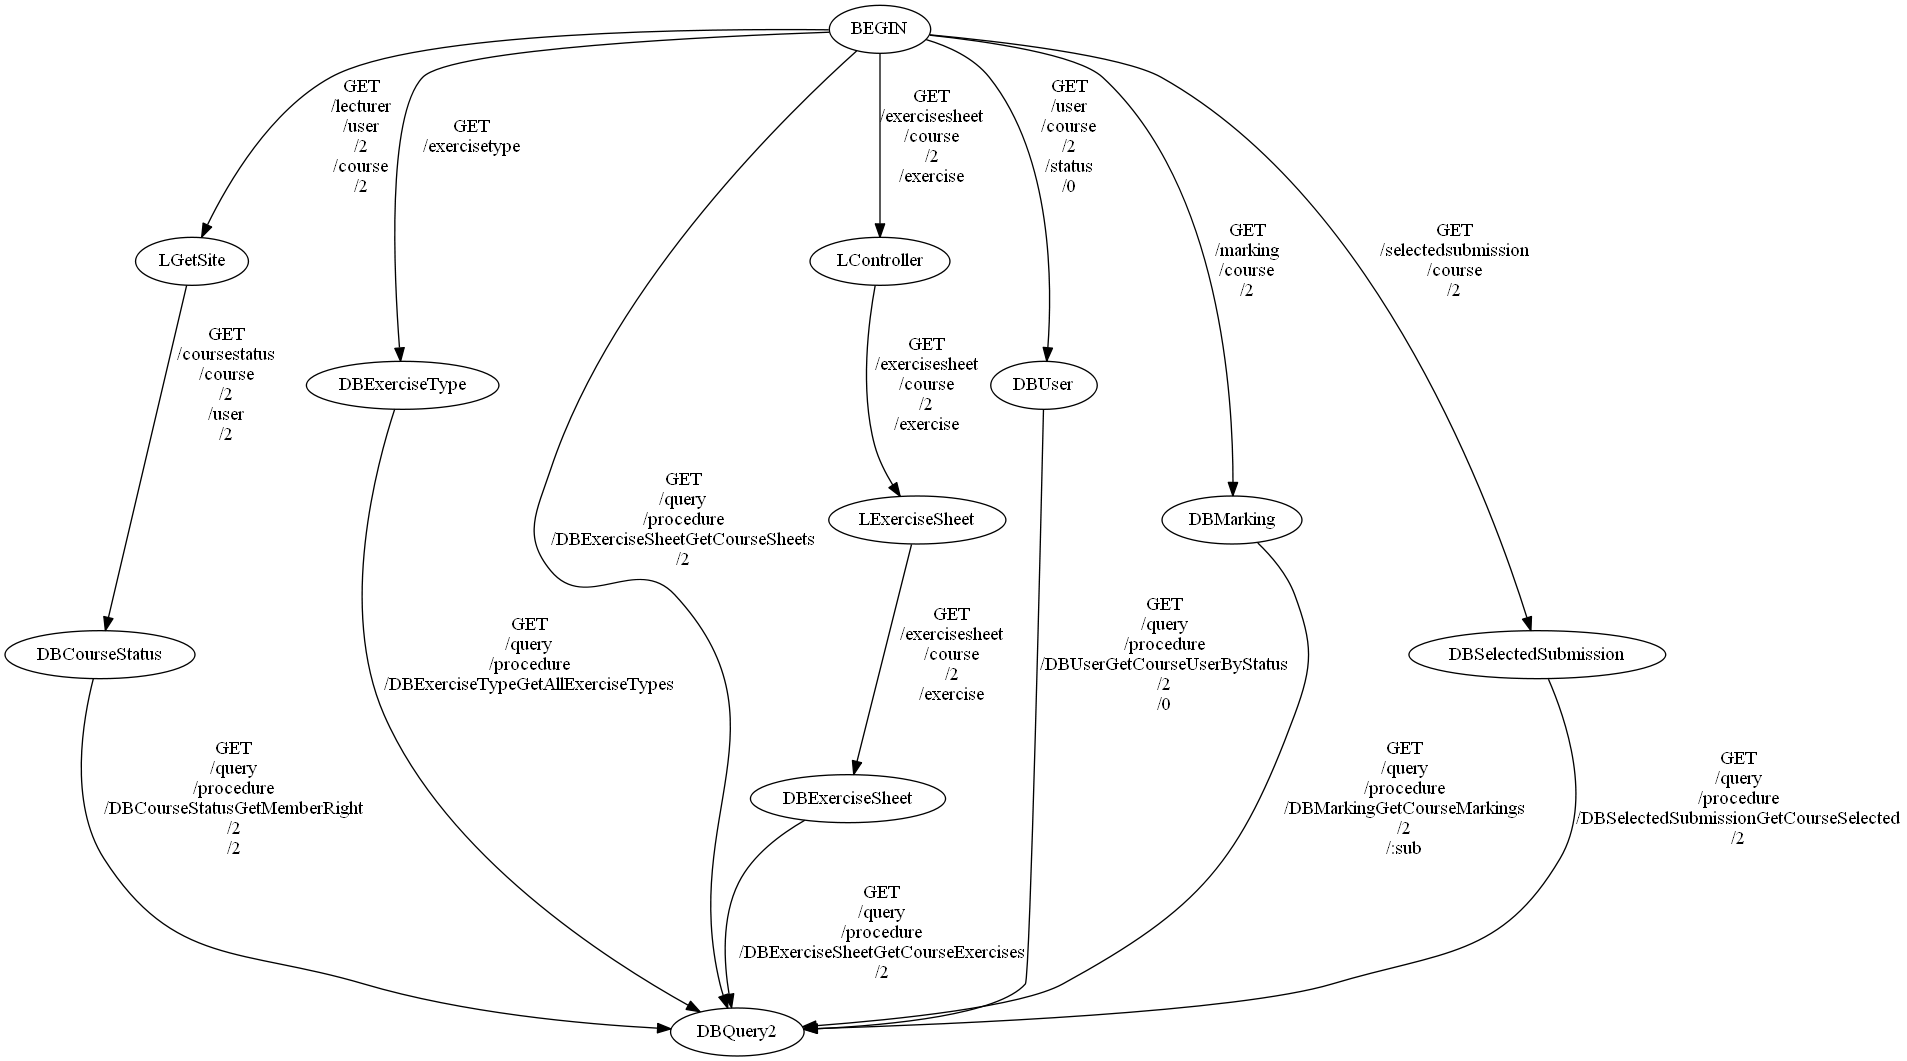 BEGIN
GET
/lecturer
/user
/2
/course
/2
GET
/exercisetype
GET
/exercisesheet
/course
/2
/exercise
GET
/user
/course
/2
/status
/0
GET
/marking
/course
/2
GET
/selectedsubmission
/course
/2
LGetSite
LController
GET
/coursestatus
/course
/2
/user
/2
DBExerciseType
GET
/exercisesheet
/course
/2
/exercise
DBUser
GET
/query
/procedure
/DBExerciseSheetGetCourseSheets
/2
LExerciseSheet
DBMarking
DBCourseStatus
GET
/query
/procedure
/DBExerciseTypeGetAllExerciseTypes
GET
/exercisesheet
/course
/2
/exercise
GET
/query
/procedure
/DBUserGetCourseUserByStatus
/2
/0
DBSelectedSubmission
GET
/query
/procedure
/DBCourseStatusGetMemberRight
/2
/2
DBExerciseSheet
GET
/query
/procedure
/DBMarkingGetCourseMarkings
/2
/:sub
GET
/query
/procedure
/DBSelectedSubmissionGetCourseSelected
/2
GET
/query
/procedure
/DBExerciseSheetGetCourseExercises
/2
DBQuery2